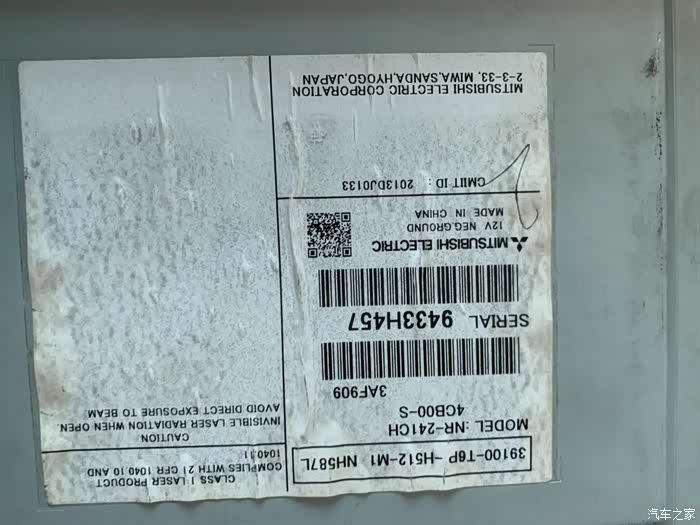 39100-T6P-H512-M1 NH587L
MODEL :NR-241CH
4CB00-S
3AF909
SERIAL 9433H457
MITSUBISHI ELECTRIC
12V NEG.GROUND
MADE IN CHINA
CMIIT ID : 2013DJ0133
MITSUBISHI ELECTRIC CORPORATION
2-3-33, MIWA,SANDA,HYOGO,JAPAN
CLASS 1 LASER PRODUCT
COMPLIES WITH 21 CFR 1040.10 AND
1040.11
CAUTION
INVISIBLE LASER RADIATION WHEN OPEN.
AVOID DIRECT EXPOSURE TO BEAM
汽车之家